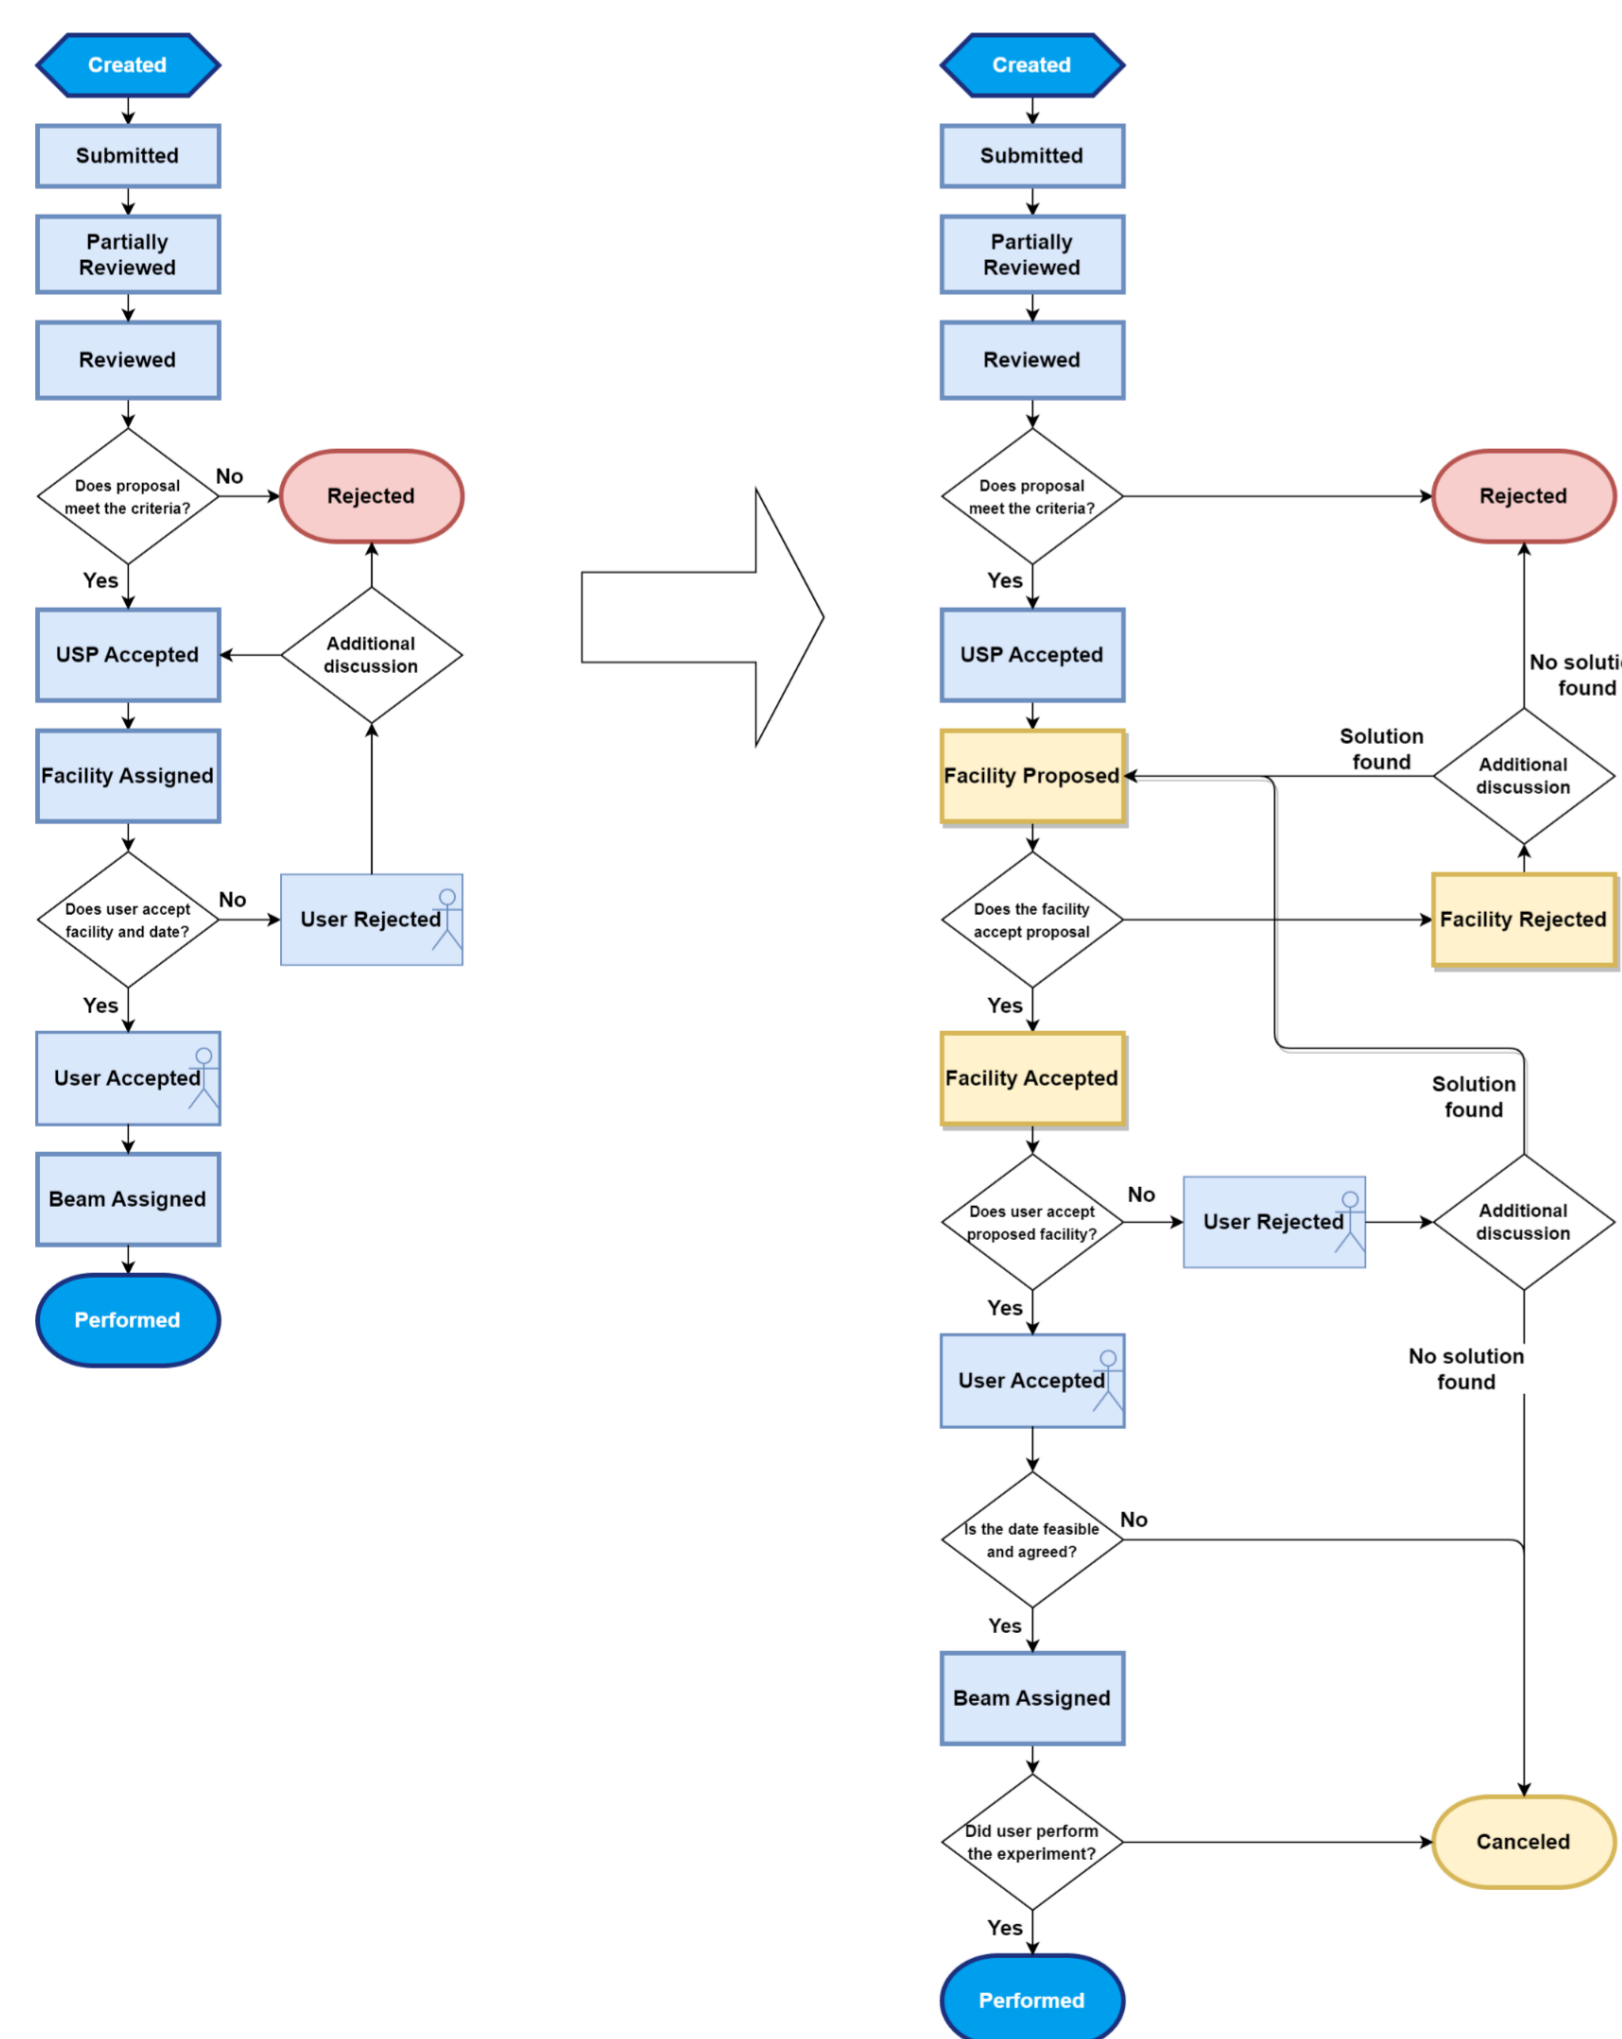 Created
Submitted
Partially
Reviewed
Reviewed
Does proposal
meet the criteria?
No
Rejected
Yes
USP Accepted
Additional
discussion
Facility Assigned
Does user accept
facility and date?
No
User Rejected
Yes
User Accepted
Beam Assigned
Performed
Created
Submitted
Partially
Reviewed
Reviewed
Does proposal
meet the criteria?
Rejected
Yes
USP Accepted
No soluti
found
Facility Proposed
Solution
found
Additional
discussion
Does the facility
accept proposal
Facility Rejected
Yes
Facility Accepted
Solution
found
Does user accept
proposed facility?
No
User Rejected
Additional
discussion
Yes
No solution
found
User Accepted
Is the date feasible
and agreed?
No
Yes
Beam Assigned
Did user perform
the experiment?
Canceled
Yes
Performed